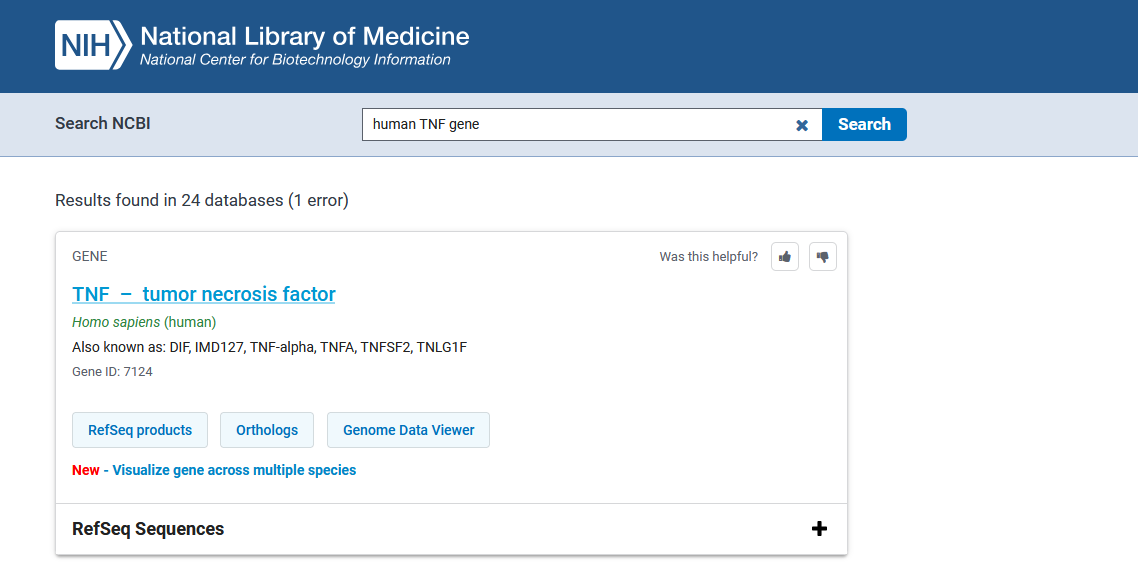 NIH National Library of Medicine
National Center for Biotechnology Information
Search NCBI
human TNF gene
Search
Results found in 24 databases (1 error)
GENE
Was this helpful?
TNF – tumor necrosis factor
Homo sapiens (human)
Also known as: DIF, IMD127, TNF-alpha, TNFA, TNFSF2, TNLG1F
Gene ID: 7124
RefSeq products
Orthologs
Genome Data Viewer
New - Visualize gene across multiple species
RefSeq Sequences